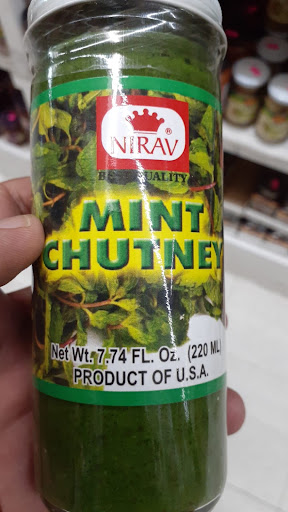 NIRAV®
BEST QUALITY
MINT
CHUTNEY
Net Wt. 7.74 FL. Oz. (220 ML)
PRODUCT OF U.S.A.